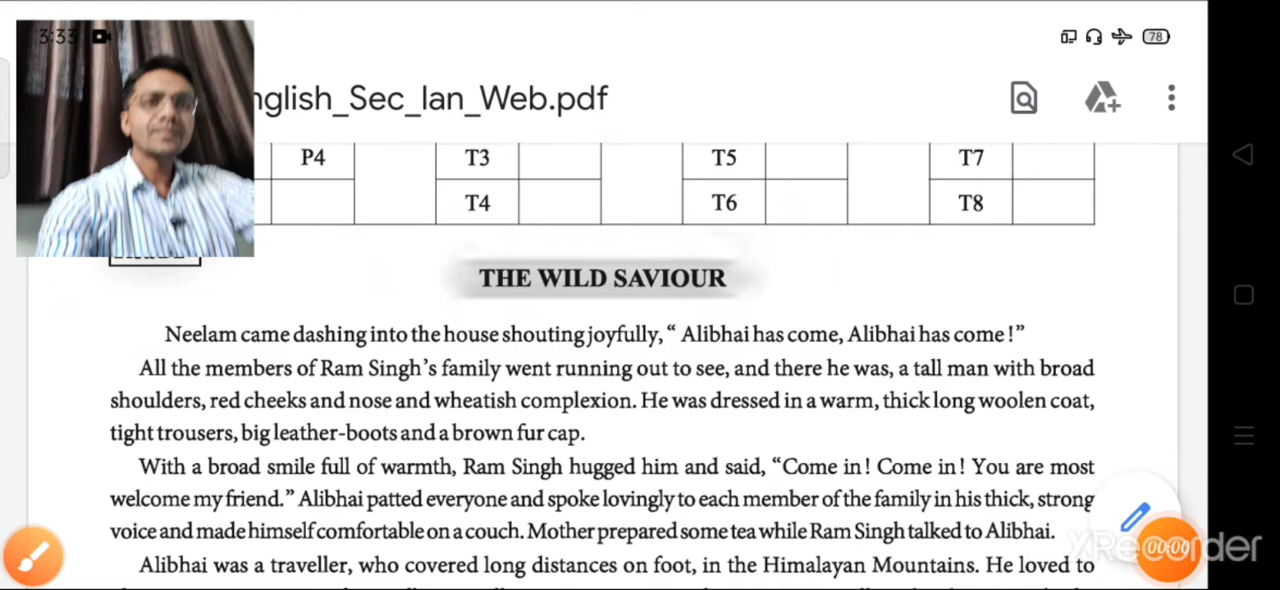 3:33
78
nglish_Sec_lan_Web.pdf
P4 T3 T5 T7
T4 T6 T8
THE WILD SAVIOUR
Neelam came dashing into the house shouting joyfully, “ Alibhai has come, Alibhai has come !”
All the members of Ram Singh’s family went running out to see, and there he was, a tall man with broad
shoulders, red cheeks and nose and wheatish complexion. He was dressed in a warm, thick long woolen coat,
tight trousers, big leather-boots and a brown fur cap.
With a broad smile full of warmth, Ram Singh hugged him and said, “Come in! Come in! You are most
welcome my friend.” Alibhai patted everyone and spoke lovingly to each member of the family in his thick, strong
voice and made himself comfortable on a couch. Mother prepared some tea while Ram Singh talked to Alibhai.
Alibhai was a traveller, who covered long distances on foot, in the Himalayan Mountains. He loved to
XRecorder
00:00